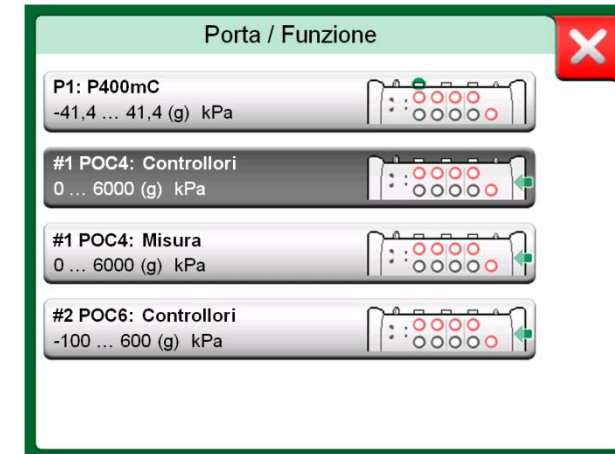 Porta / Funzione
P1: P400mC
-41,4 ... 41,4 (g) kPa
#1 POC4: Controllori
0 ... 6000 (g) kPa
#1 POC4: Misura
0 ... 6000 (g) kPa
#2 POC6: Controllori
-100 ... 600 (g) kPa